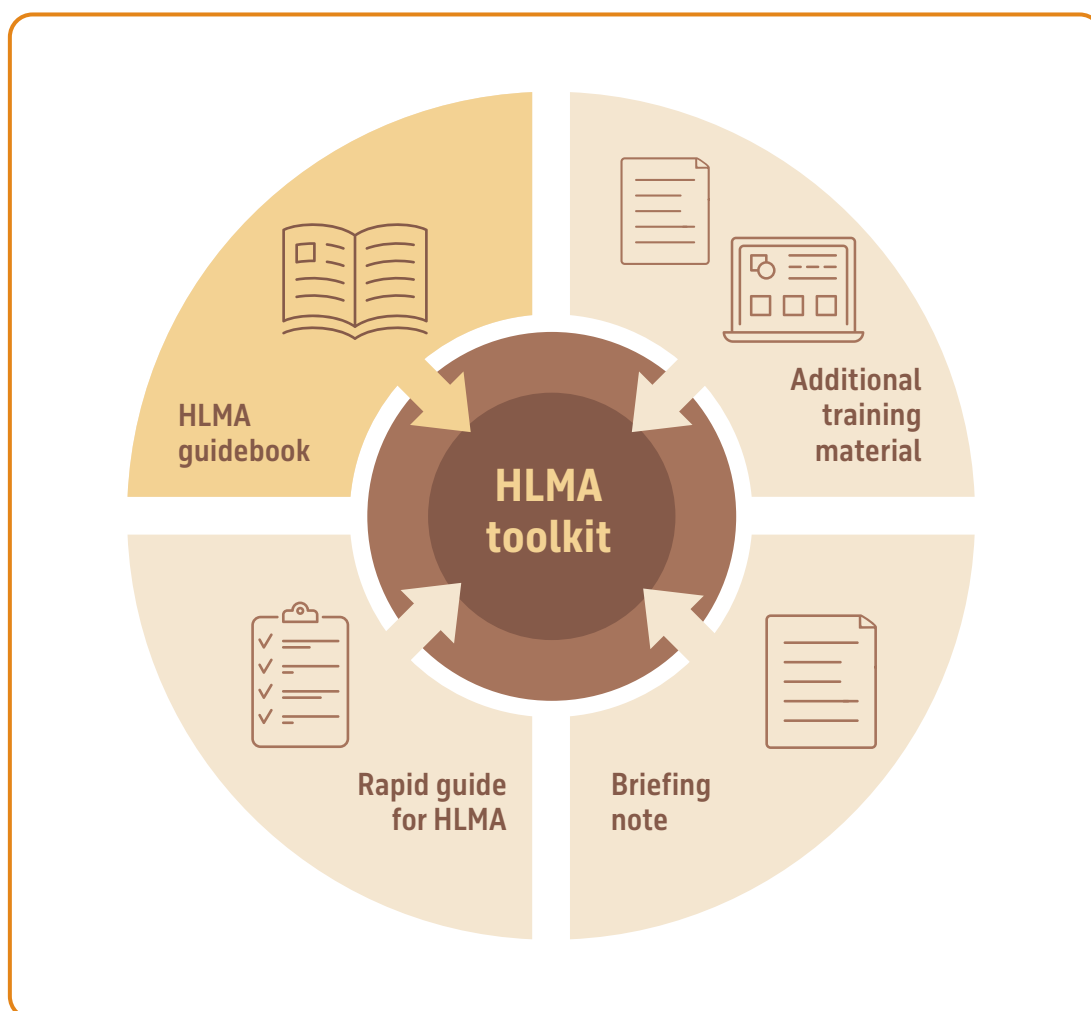 HLMA
guidebook
Additional
training
material
HLMA
toolkit
Rapid guide
for HLMA
Briefing
note